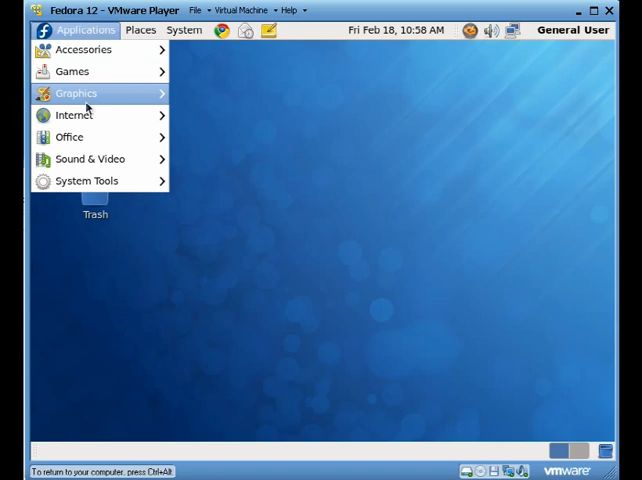 Fedora 12 - VMware Player File Virtual Machine Help
Applications Places System Fri Feb 18, 10:58 AM General User
Accessories
Games
Graphics
Internet
Office
Sound & Video
System Tools
Trash
To return to your computer, press Ctrl+Alt. vmware